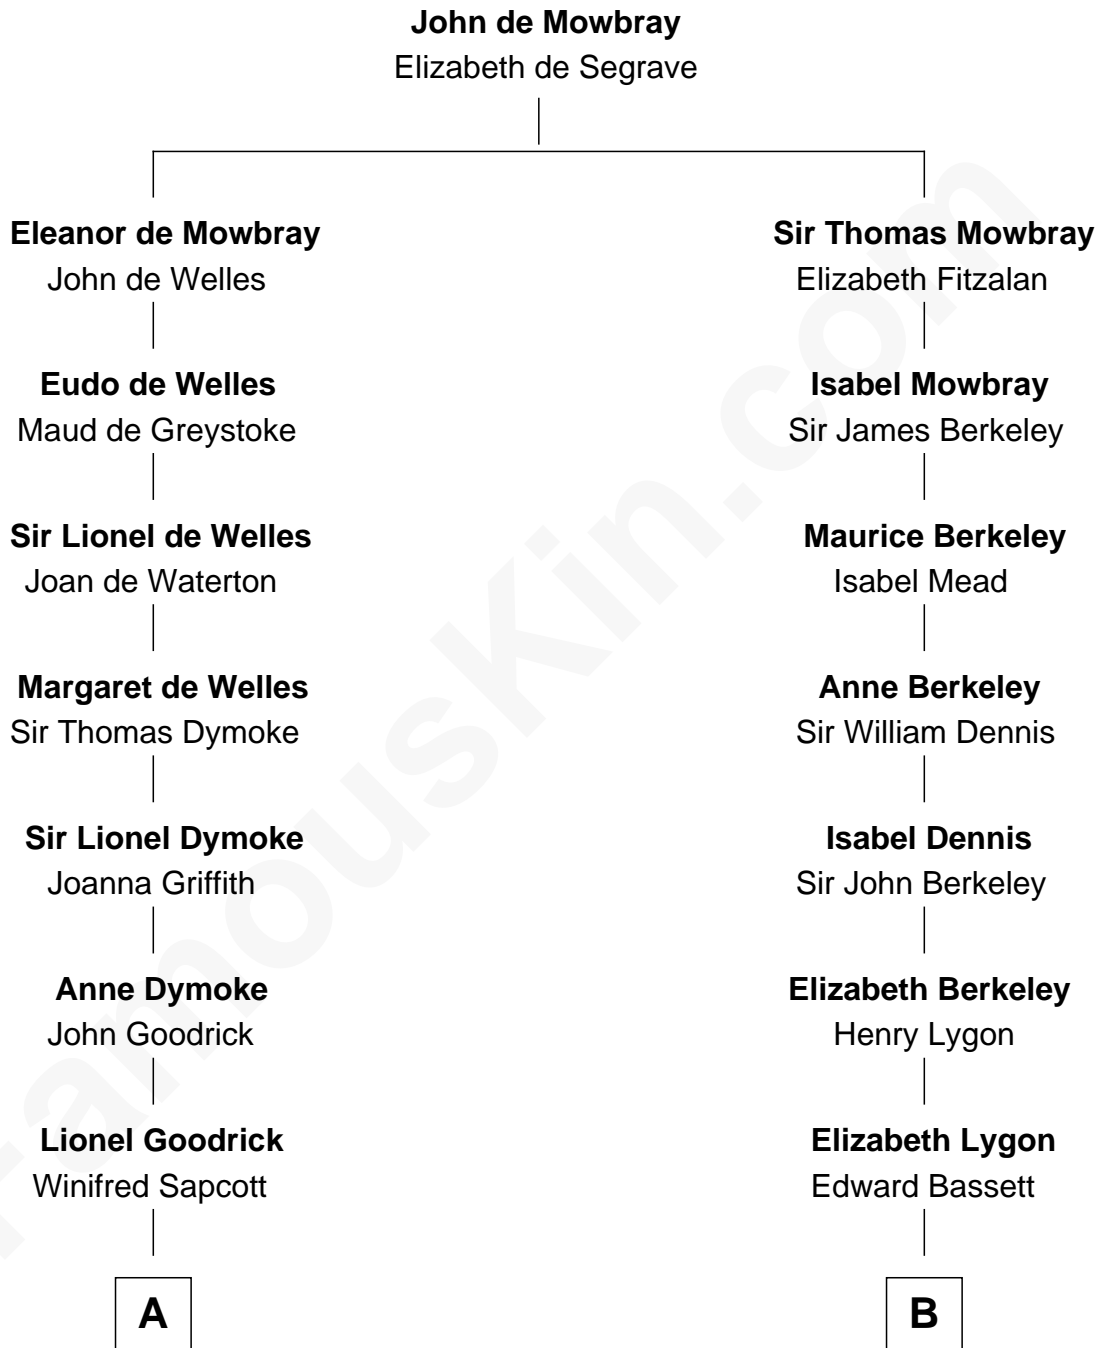 John de Mowbray
Elizabeth de Segrave
Eleanor de Mowbray
John de Welles
Sir Thomas Mowbray
Elizabeth Fitzalan
Eudo de Welles
Maud de Greystoke
Isabel Mowbray
Sir James Berkeley
Sir Lionel de Welles
Joan de Waterton
Maurice Berkeley
Isabel Mead
Margaret de Welles
Sir Thomas Dymoke
Anne Berkeley
Sir William Dennis
Sir Lionel Dymoke
Joanna Griffith
Isabel Dennis
Sir John Berkeley
Anne Dymoke
John Goodrick
Elizabeth Berkeley
Henry Lygon
Lionel Goodrick
Winifred Sapcott
Elizabeth Lygon
Edward Bassett
A
B
FamousKin.com